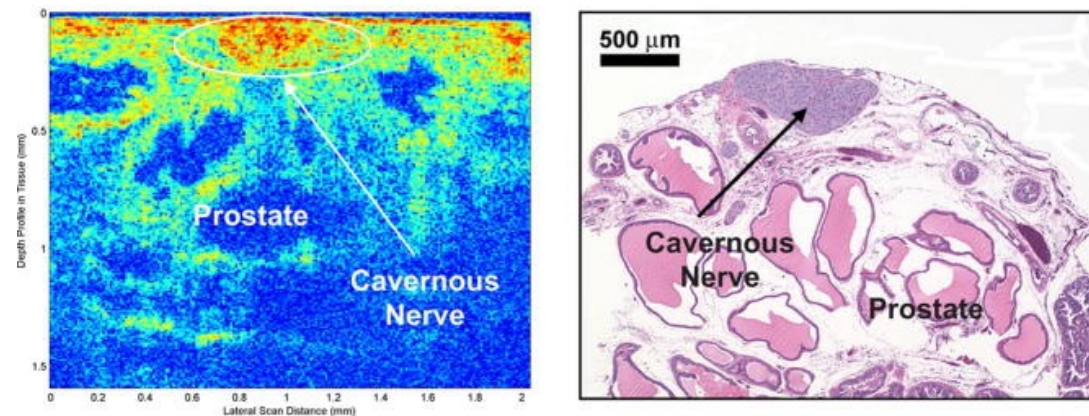 0
0.5
1
1.5
Depth Profile in Tissue (mm)
Prostate
Cavernous
Nerve
0 0.2 0.4 0.6 0.8 1 1.2 1.4 1.6 1.8 2
Lateral Scan Distance (mm)
500 μm
Cavernous
Nerve
Prostate